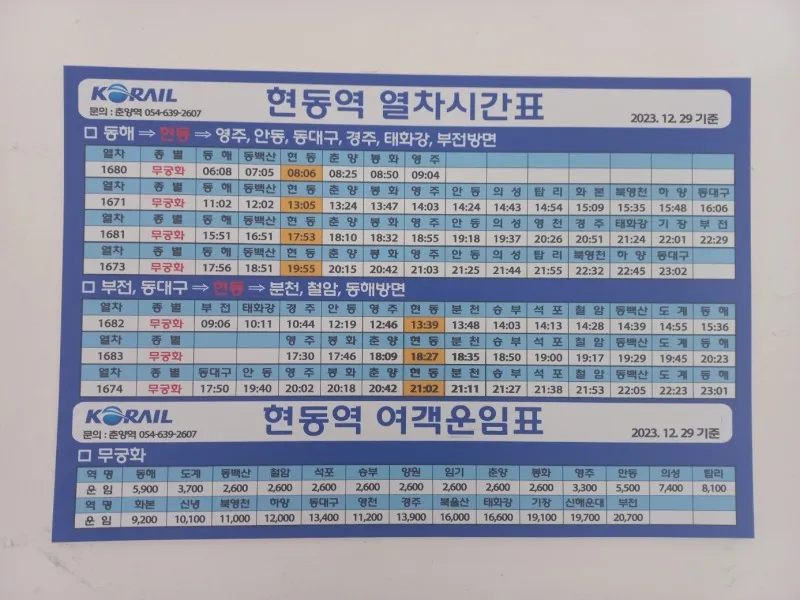 KORAIL
현동역 열차시간표
문의 : 춘양역 054-639-2607
2023. 12. 29 기준
□ 동해 ⇒ 현동 ⇒ 영주, 안동, 동대구, 경주, 태화강, 부전방면
열차 종별 동해 동백산 현동 춘양 봉화 영주
1680 무궁화 06:08 07:05 08:06 08:25 08:50 09:04
열차 종별 동해 동백산 현동 춘양 봉화 영주 안동 의성 탑리 화본 북영천 하양 동대구
1671 무궁화 11:02 12:02 13:05 13:24 13:47 14:03 14:24 14:43 14:54 15:09 15:35 15:48 16:06
열차 종별 동해 동백산 현동 춘양 봉화 영주 안동 의성 영천 경주 태화강 기장 부전
1681 무궁화 15:51 16:51 17:53 18:10 18:32 18:55 19:18 19:37 20:26 20:51 21:24 22:01 22:29
열차 종별 동해 동백산 현동 춘양 봉화 영주 안동 의성 탑리 북영천 하양 동대구
1673 무궁화 17:56 18:51 19:55 20:15 20:42 21:03 21:25 21:44 21:55 22:32 22:45 23:02
□ 부전, 동대구 ⇒ 현동 ⇒ 분천, 철암, 동해방면
열차 종별 부전 태화강 경주 안동 영주 현동 분천 승부 석포 철암 동백산 도계 동해
1682 무궁화 09:06 10:11 10:44 12:19 12:46 13:39 13:48 14:03 14:13 14:28 14:39 14:55 15:36
열차 종별 영주 봉화 춘양 현동 분천 승부 석포 철암 동백산 도계 동해
1683 무궁화 17:30 17:46 18:09 18:27 18:35 18:50 19:00 19:17 19:29 19:45 20:23
열차 종별 동대구 안동 영주 봉화 춘양 현동 분천 승부 석포 철암 동백산 도계 동해
1674 무궁화 17:50 19:40 20:02 20:18 20:42 21:02 21:11 21:27 21:38 21:53 22:05 22:23 23:01
KORAIL
현동역 여객운임표
문의 : 춘양역 054-639-2607
2023. 12. 29 기준
□ 무궁화
역명 동해 도계 동백산 철암 석포 승부 양원 임기 춘양 봉화 영주 안동 의성 탑리
운임 5,900 3,700 2,600 2,600 2,600 2,600 2,600 2,600 2,600 2,600 3,300 5,500 7,400 8,100
역명 화본 신녕 북영천 하양 동대구 영천 경주 북울산 태화강 기장 신해운대 부전
운임 9,200 10,100 11,000 12,000 13,400 11,200 13,900 16,000 16,600 19,100 19,700 20,700